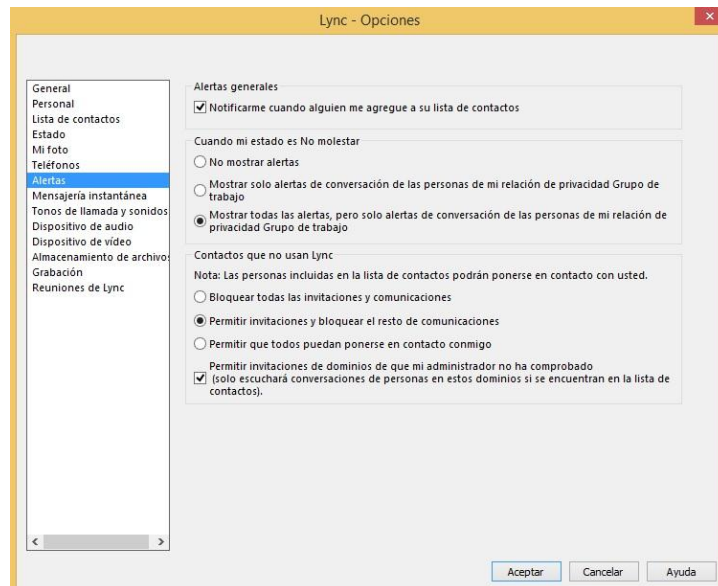 Lync - Opciones
General
Personal
Lista de contactos
Estado
Mi foto
Teléfonos
Alertas
Mensajería instantánea
Tonos de llamada y sonidos
Dispositivo de audio
Dispositivo de vídeo
Almacenamiento de archivos
Grabación
Reuniones de Lync
Alertas generales
Notificarme cuando alguien me agregue a su lista de contactos
Cuando mi estado es No molestar
No mostrar alertas
Mostrar solo alertas de conversación de las personas de mi relación de privacidad Grupo de
trabajo
Mostrar todas las alertas, pero solo alertas de conversación de las personas de mi relación de
privacidad Grupo de trabajo
Contactos que no usan Lync
Nota: Las personas incluidas en la lista de contactos podrán ponerse en contacto con usted.
Bloquear todas las invitaciones y comunicaciones
Permitir invitaciones y bloquear el resto de comunicaciones
Permitir que todos puedan ponerse en contacto conmigo
Permitir invitaciones de dominios de que mi administrador no ha comprobado
(solo escuchará conversaciones de personas en estos dominios si se encuentran en la lista de
contactos).
Aceptar
Cancelar
Ayuda